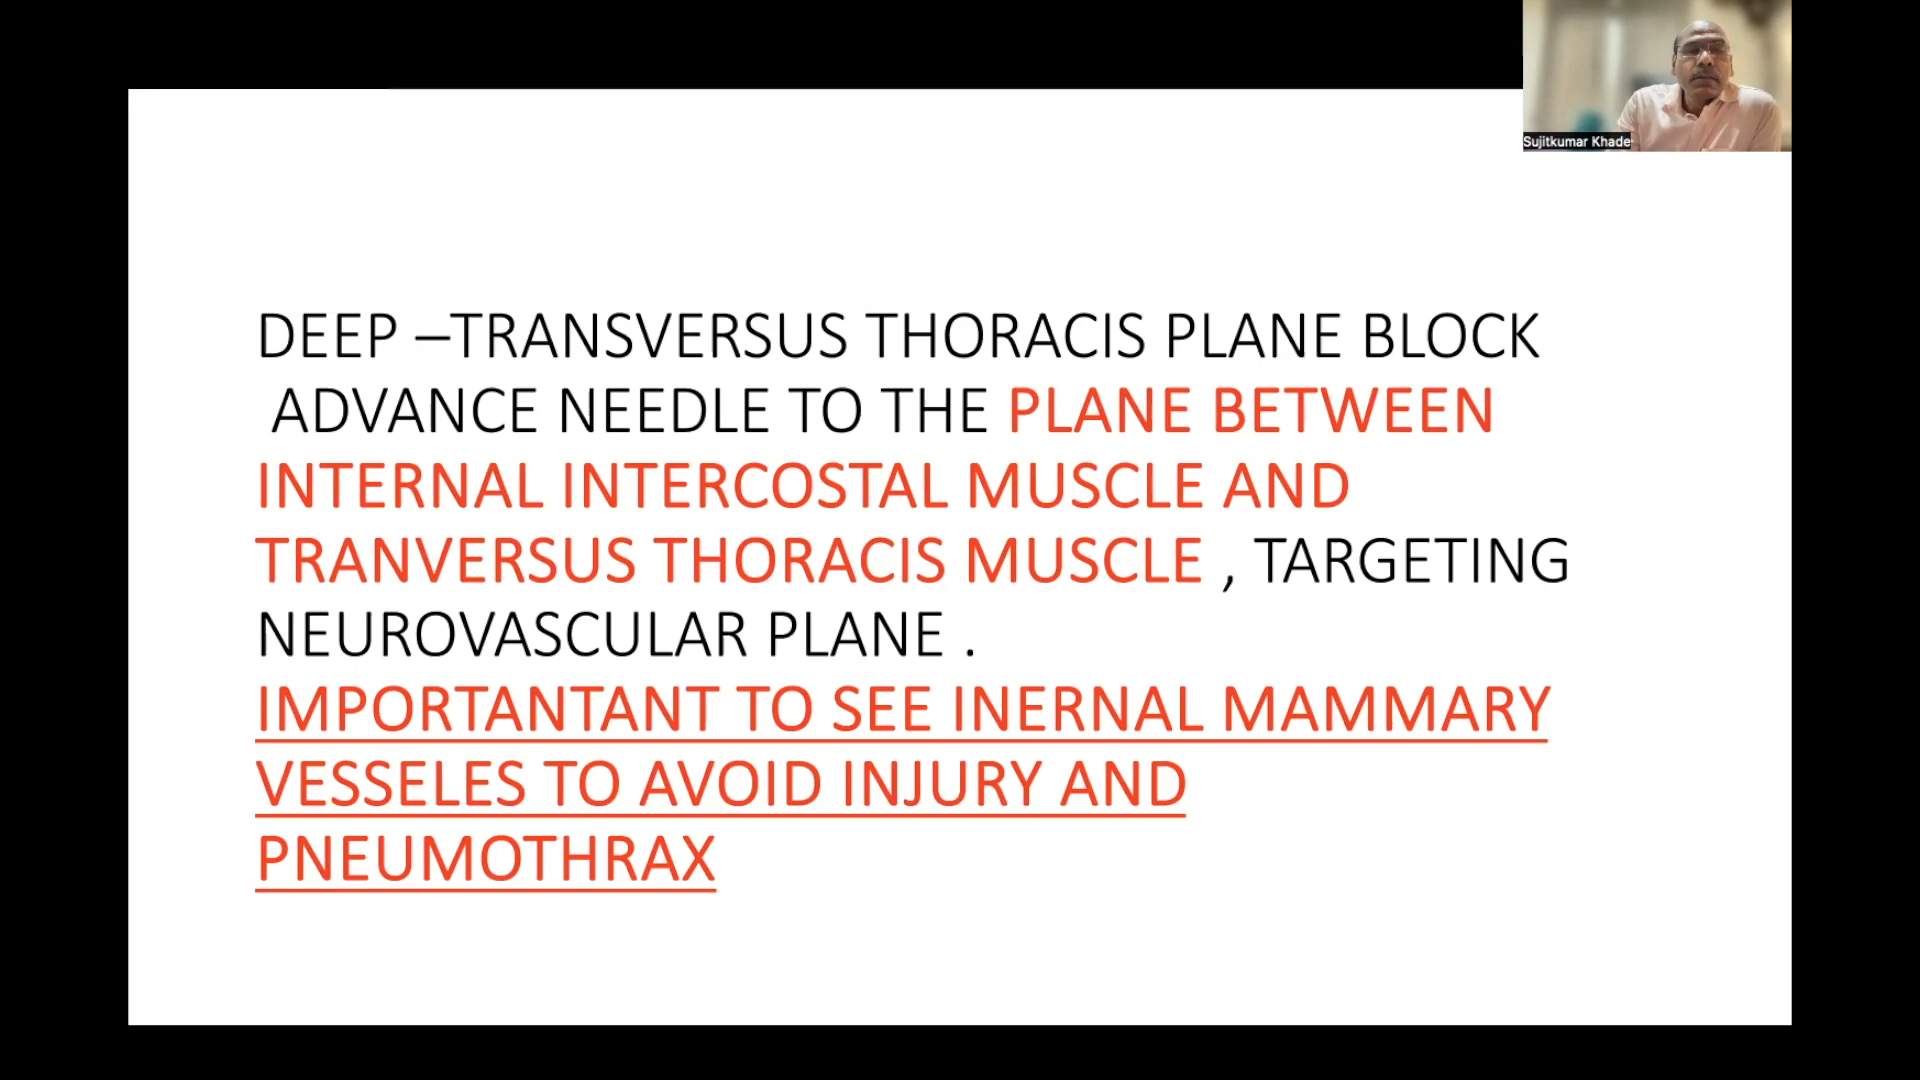 Sujitkumar Khade
DEEP –TRANSVERSUS THORACIS PLANE BLOCK
ADVANCE NEEDLE TO THE PLANE BETWEEN
INTERNAL INTERCOSTAL MUSCLE AND
TRANVERSUS THORACIS MUSCLE , TARGETING
NEUROVASCULAR PLANE .
IMPORTANTANT TO SEE INERNAL MAMMARY
VESSELES TO AVOID INJURY AND
PNEUMOTHRAX